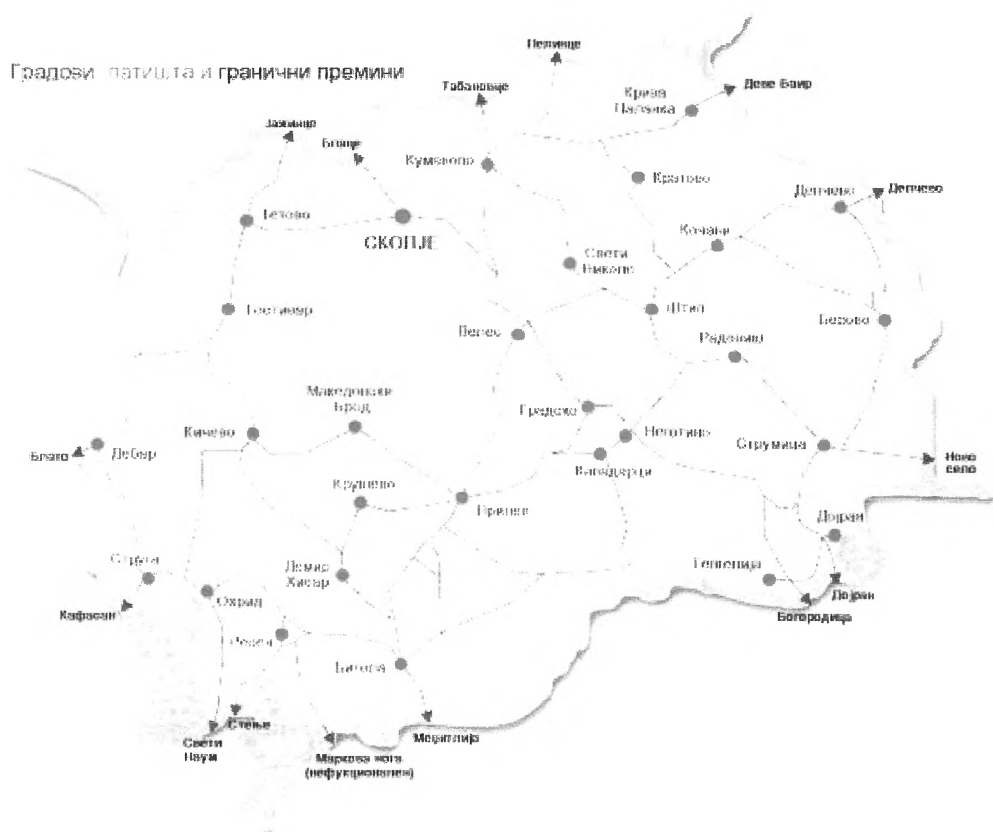 Градови патишта и гранични премини
Пелинце
Табановце
Крива
Паланка
Деве Баир
Јажинце
Блаце
Куманово
Кратово
Делчево
Делчево
Тетово
СКОПЈЕ
Кочани
Свети
Николе
Гостивар
Штип
Берово
Велес
Радовиш
Македонски
Брод
Градско
Неготино
Кичево
Струмица
Блато
Дебар
Кавадарци
Ново
село
Крушево
Прилеп
Дојран
Струга
Демир
Хисар
Гевгелија
Охрид
Дојран
Кафасан
Богородица
Ресен
Битола
Стење
Свети
Наум
Меџитлија
Маркова нога
(нефукционален)